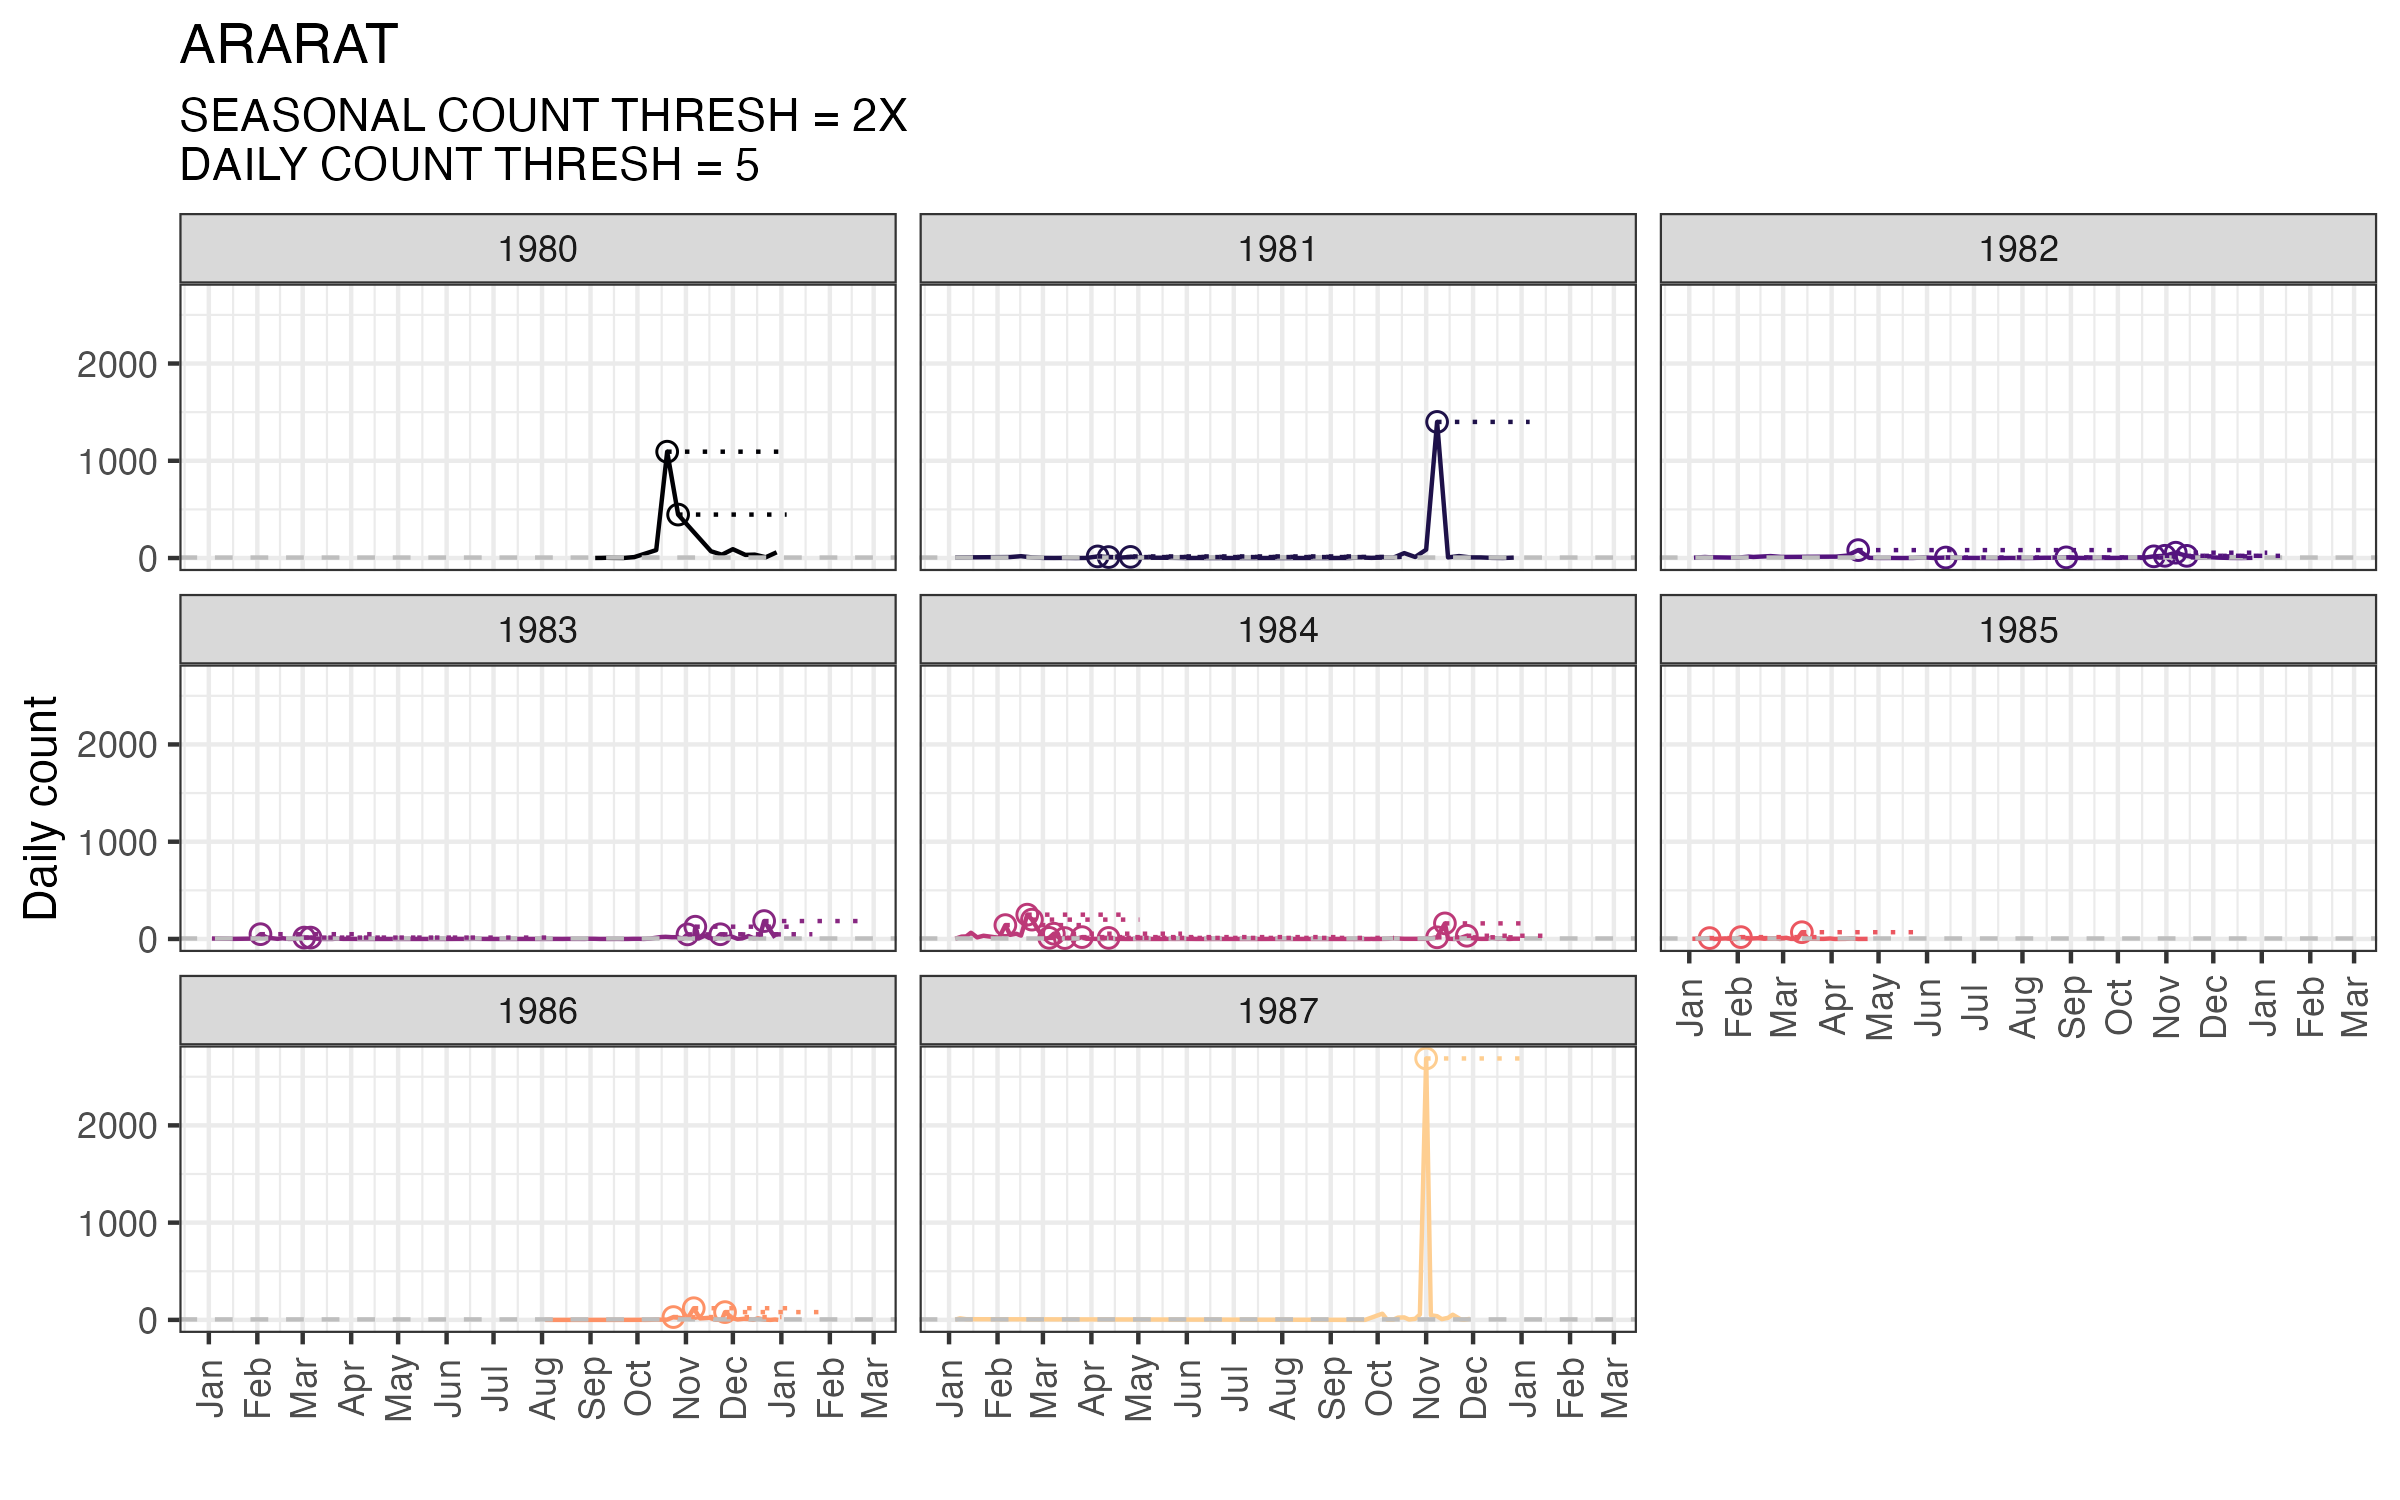 ARARAT
SEASONAL COUNT THRESH = 2X
DAILY COUNT THRESH = 5
1980
1981
1982
2000
1000
0
1983
1984
1985
Daily count
2000
1000
0
Jan Feb Mar Apr May Jun Jul Aug Sep Oct Nov Dec Jan Feb Mar
1986
1987
2000
1000
0
Jan Feb Mar Apr May Jun Jul Aug Sep Oct Nov Dec Jan Feb Mar
Jan Feb Mar Apr May Jun Jul Aug Sep Oct Nov Dec Jan Feb Mar